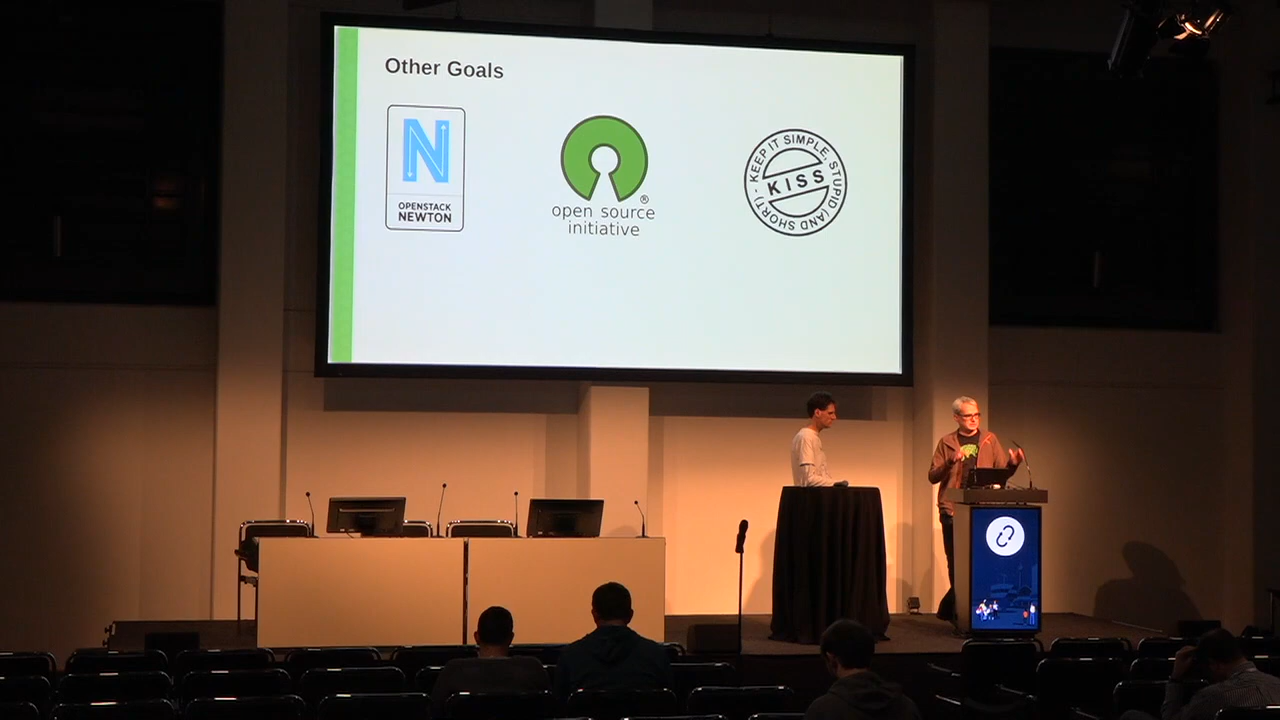 Other Goals
OPENSTACK
NEWTON
open source
initiative
®
KEEP IT SIMPLE, STUPID (AND SHORT) -
KISS